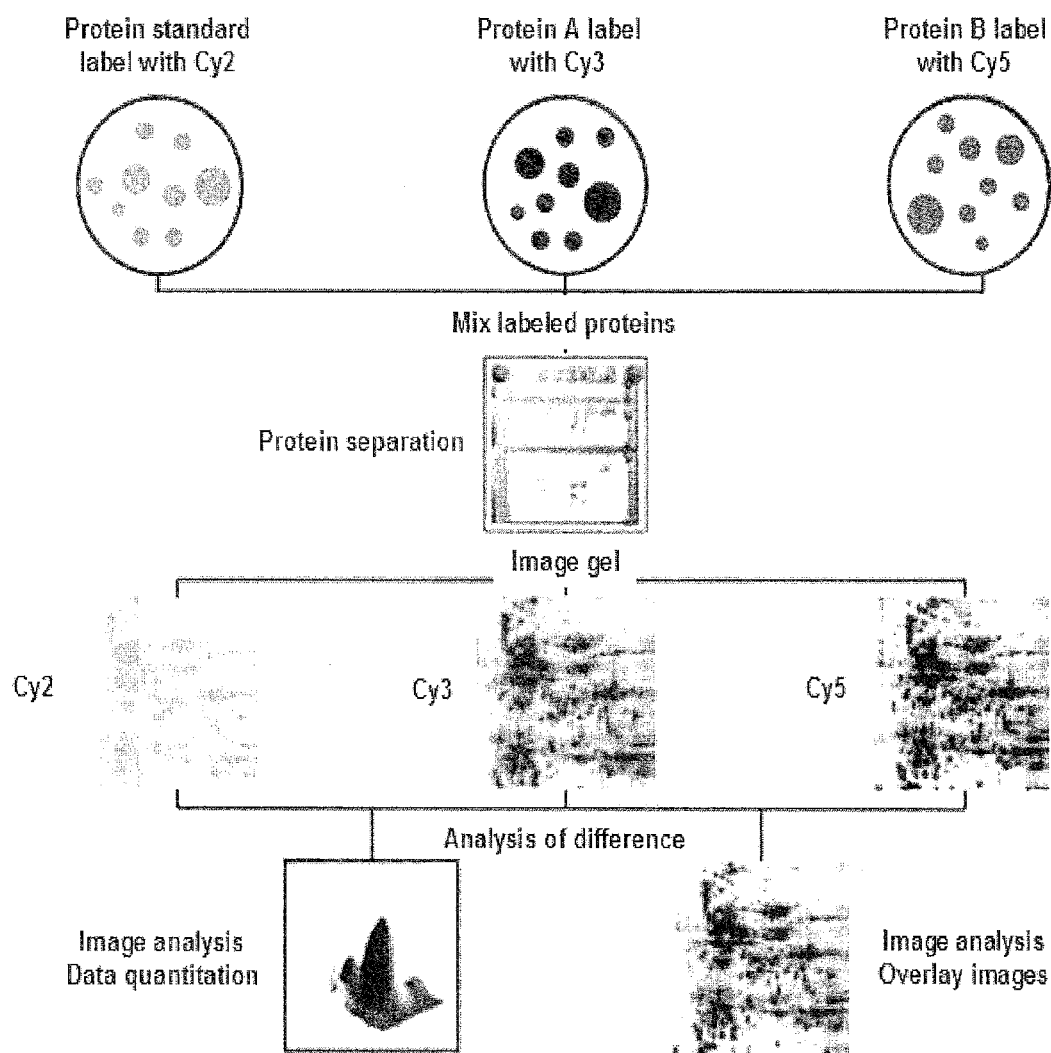 Protein standard
label with Cy2
Protein A label
with Cy3
Protein B label
with Cy5
Mix labeled proteins
Protein separation
Image gel
Cy2
Cy3
Cy5
Analysis of difference
Image analysis
Data quantitation
Image analysis
Overlay images